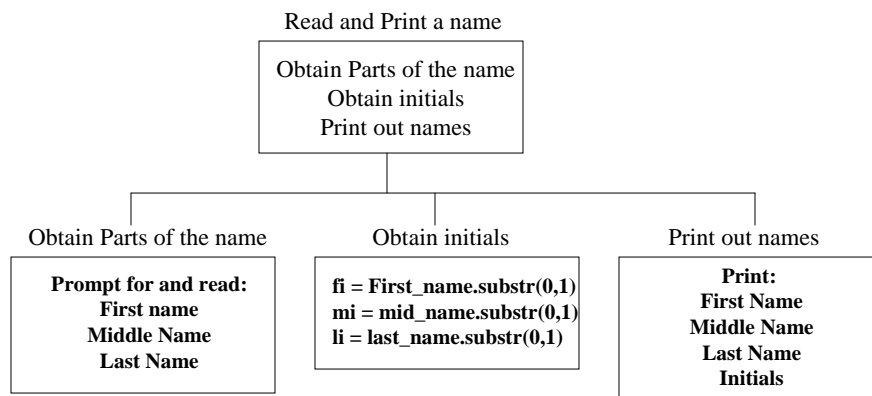 Read and Print a name
Obtain Parts of the name
Obtain initials
Print out names
Obtain Parts of the name
Prompt for and read:
First name
Middle Name
Last Name
Obtain initials
fi = First_name.substr(0,1)
mi = mid_name.substr(0,1)
li = last_name.substr(0,1)
Print out names
Print:
First Name
Middle Name
Last Name
Initials